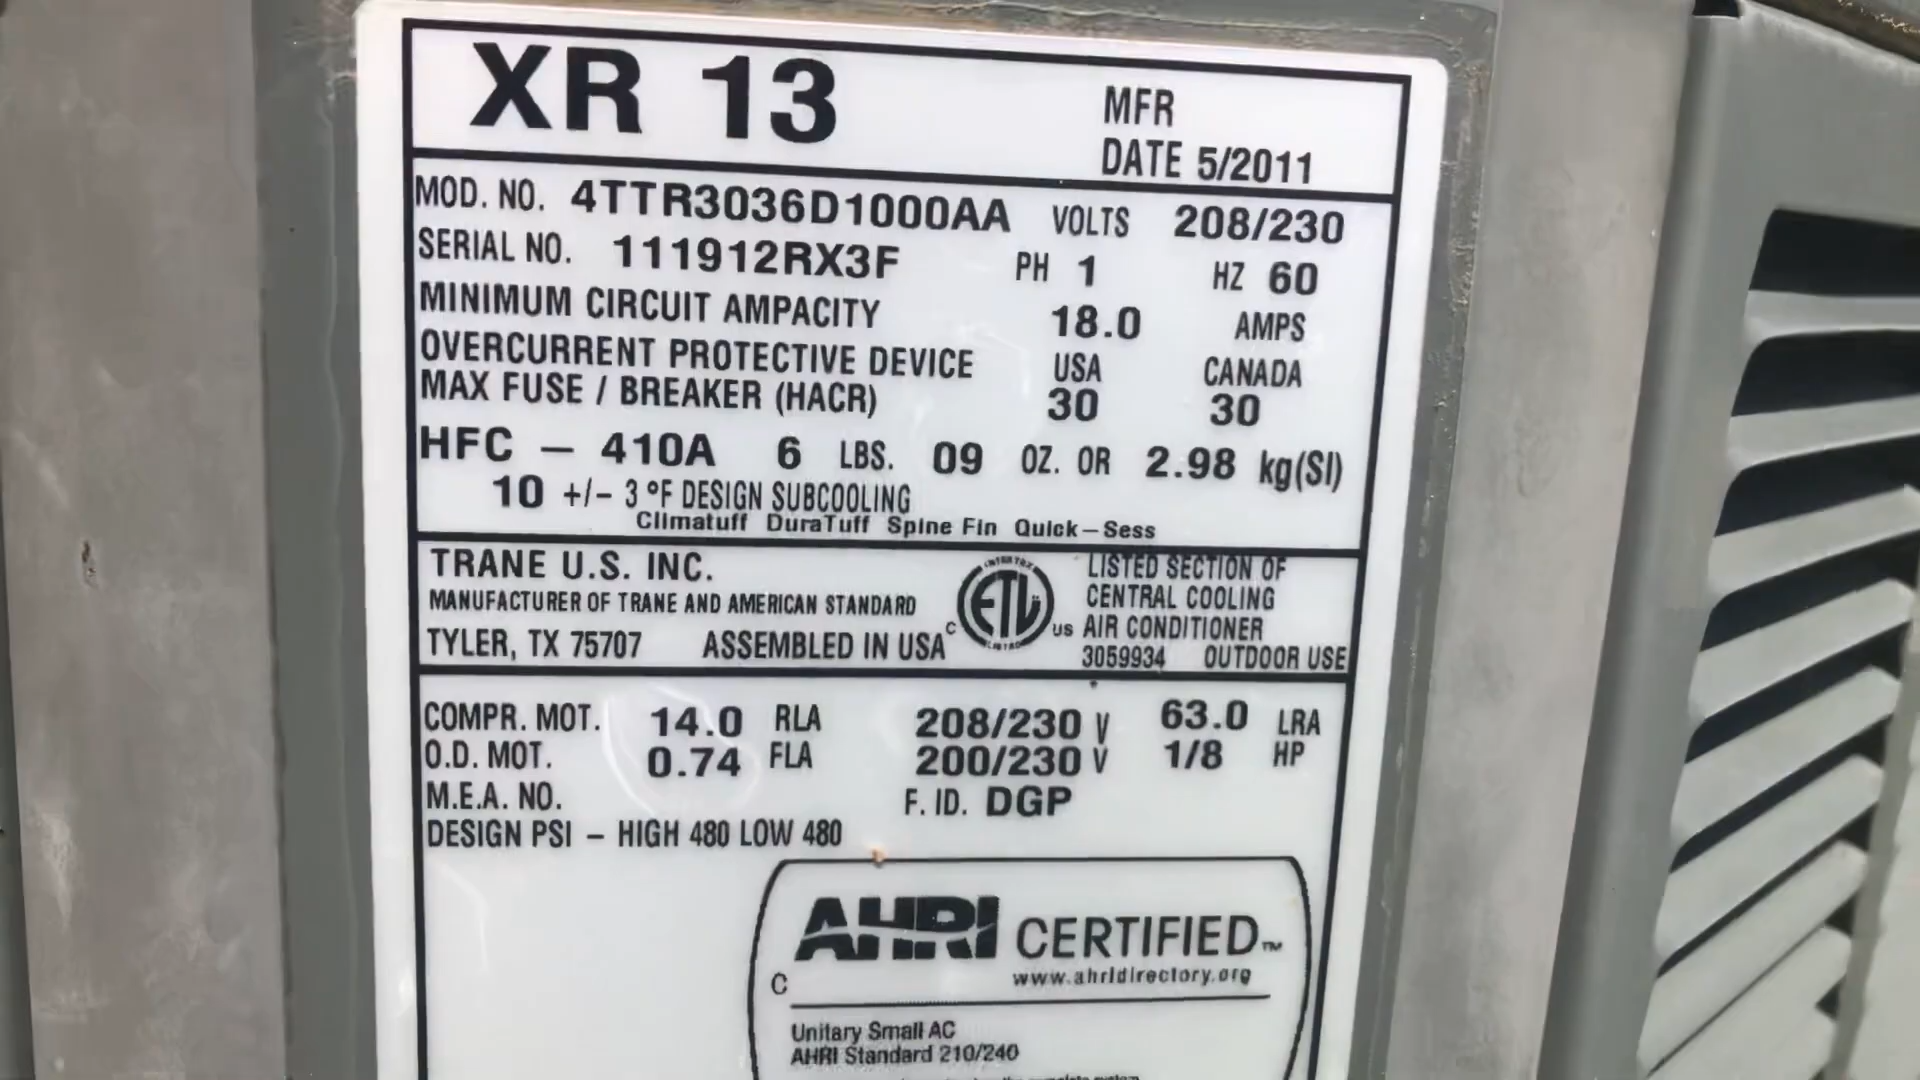 XR 13
MFR
DATE 5/2011
MOD. NO. 4TTR3036D1000AA VOLTS 208/230
SERIAL NO. 111912RX3F PH 1 HZ 60
MINIMUM CIRCUIT AMPACITY 18.0 AMPS
OVERCURRENT PROTECTIVE DEVICE USA CANADA
MAX FUSE / BREAKER (HACR) 30 30
HFC – 410A 6 LBS. 09 OZ. OR 2.98 kg(SI)
10 +/– 3 °F DESIGN SUBCOOLING
Climatuff DuraTuff Spine Fin Quick–Sess
TRANE U.S. INC.
MANUFACTURER OF TRANE AND AMERICAN STANDARD
TYLER, TX 75707 ASSEMBLED IN USA
INTERTEK
C ETL US
LISTED
LISTED SECTION OF
CENTRAL COOLING
AIR CONDITIONER
3059934 OUTDOOR USE
COMPR. MOT. 14.0 RLA 208/230 V 63.0 LRA
O.D. MOT. 0.74 FLA 200/230 V 1/8 HP
M.E.A. NO. F. ID. DGP
DESIGN PSI – HIGH 480 LOW 480
AHRI CERTIFIED™
C www.ahridirectory.org
Unitary Small AC
AHRI Standard 210/240